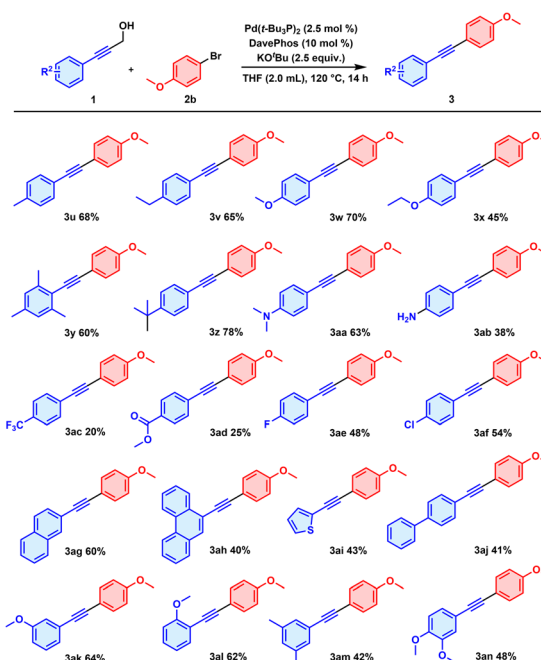 OH
R²
1
+
O
Br
2b
Pd(t-Bu₃P)₂ (2.5 mol %)
DavePhos (10 mol %)
KOᵗBu (2.5 equiv.)
THF (2.0 mL), 120 °C, 14 h
O
R²
3
O O O O
O O
3u 68% 3v 65% 3w 70% 3x 45%
O O O O
N H₂N
3y 60% 3z 78% 3aa 63% 3ab 38%
O O O O
F₃C O O F Cl
3ac 20% 3ad 25% 3ae 48% 3af 54%
O O O O
S
3ag 60% 3ah 40% 3ai 43% 3aj 41%
O O O O
O O O O
3ak 64% 3al 62% 3am 42% 3an 48%